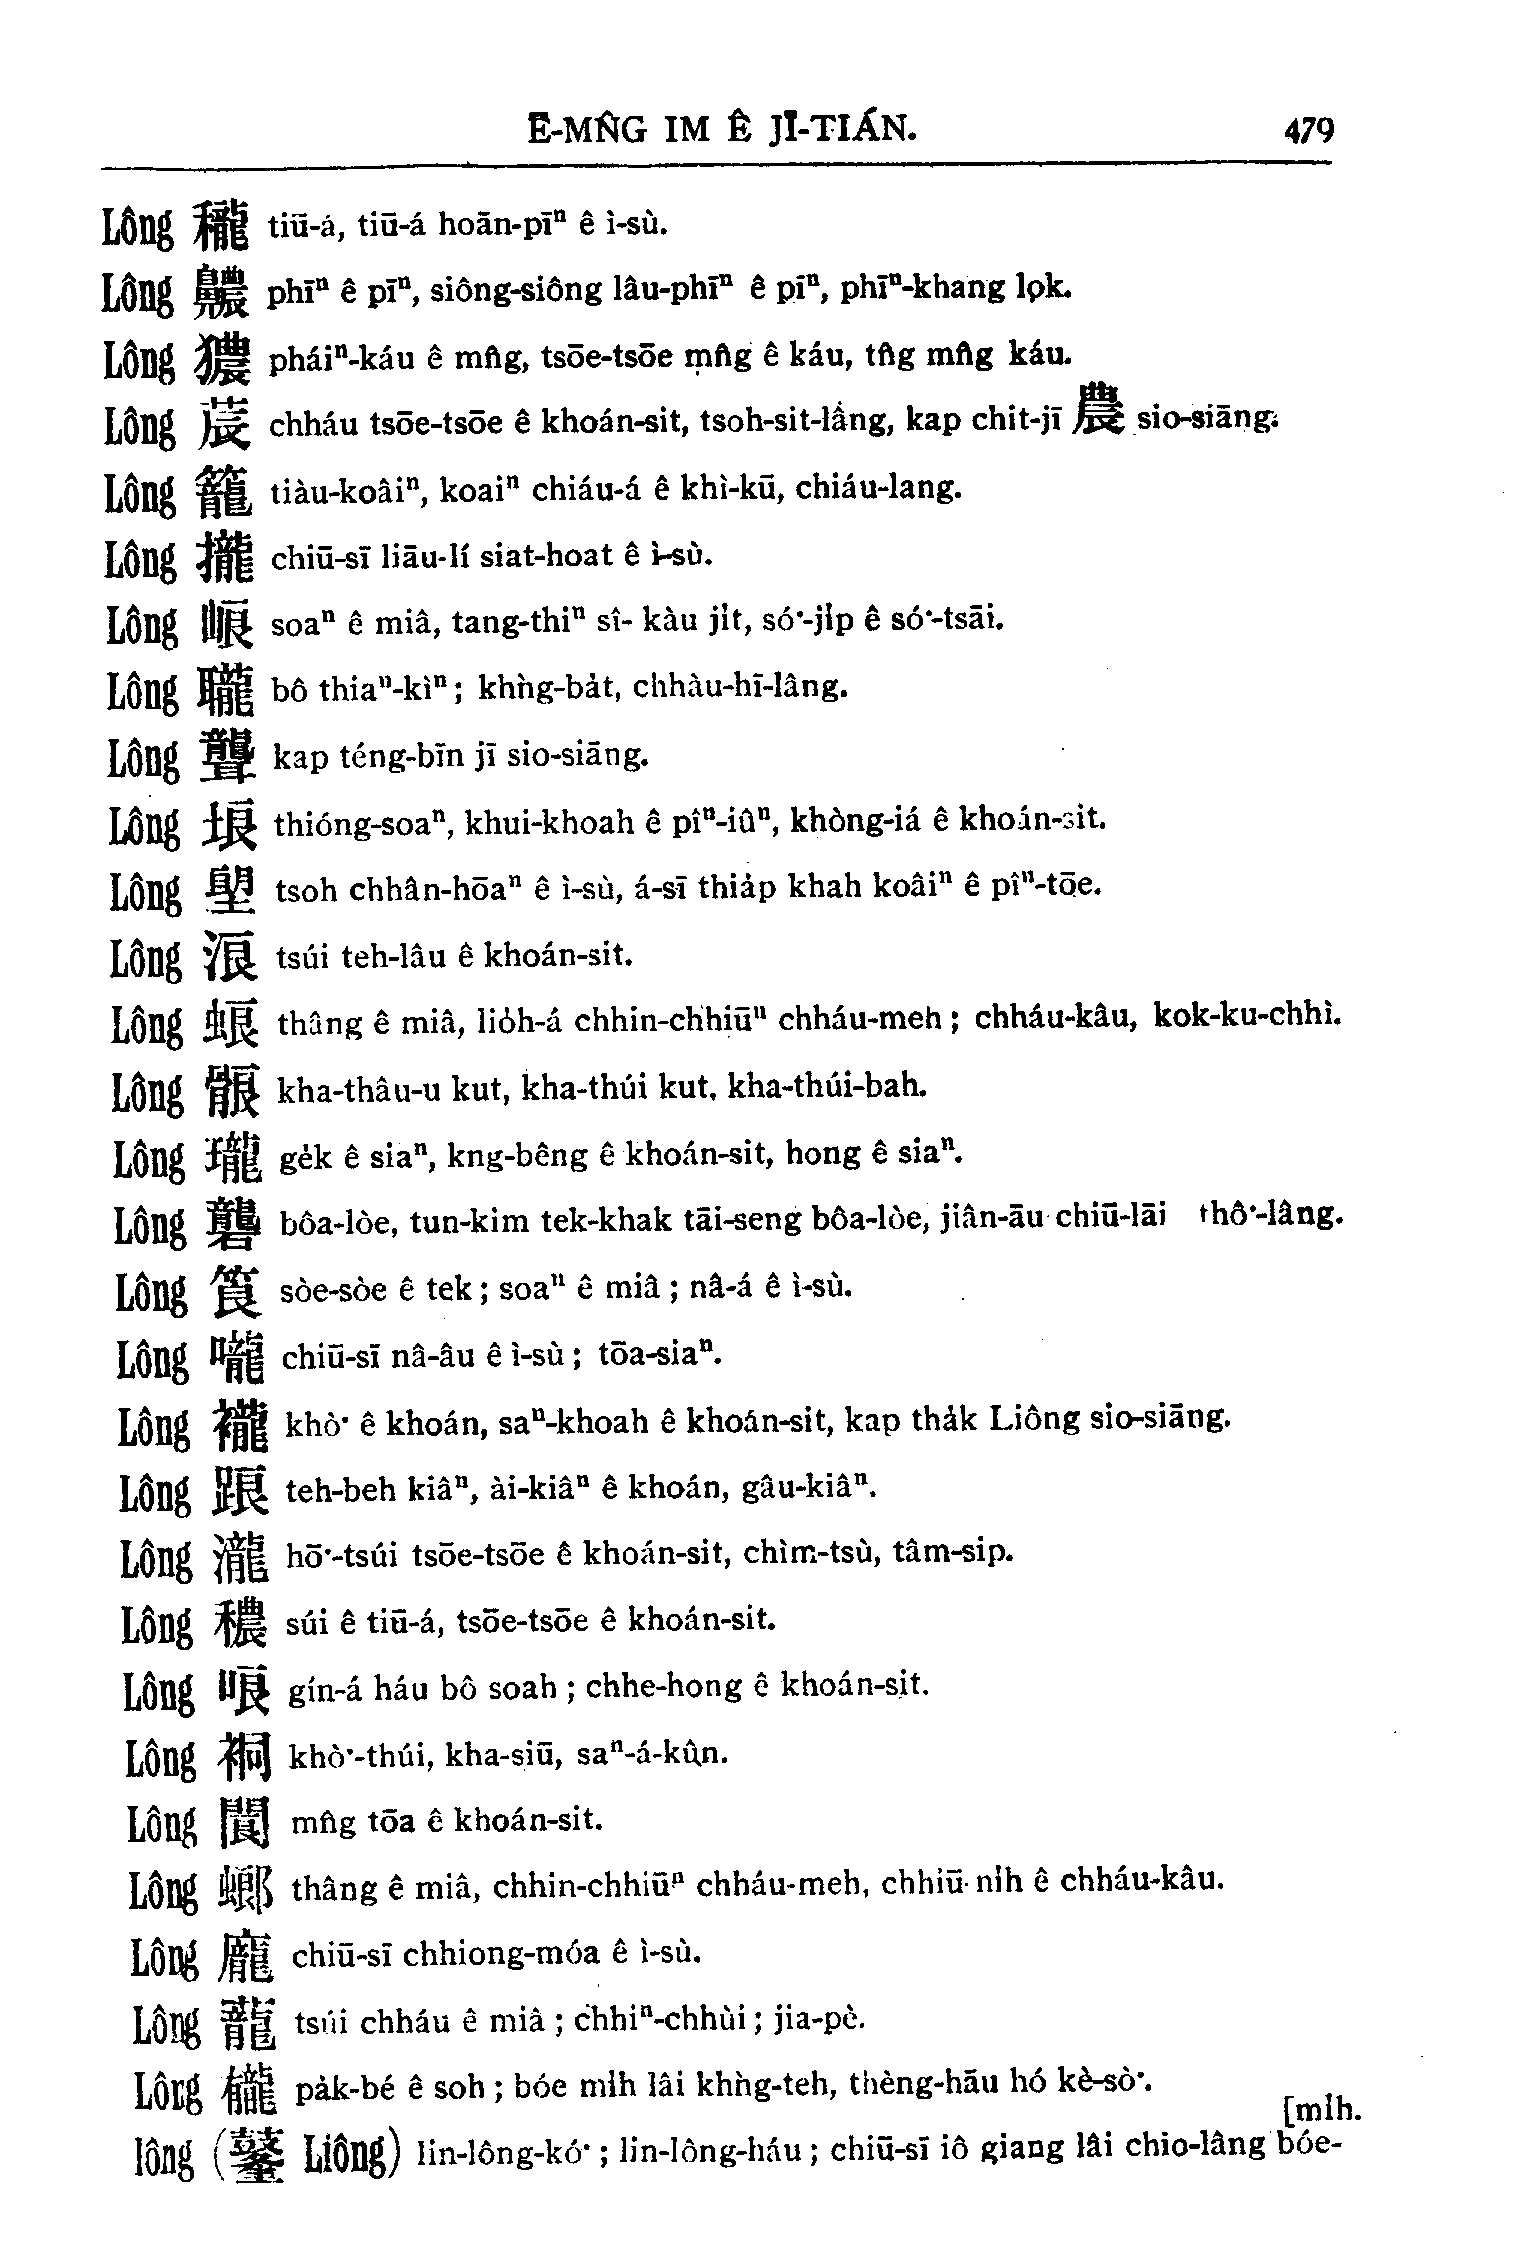 Ē-MN̂G IM Ê JĪ-TIÁN. 479
Lông 穲 tiū-á, tiū-á hoān-pīⁿ ê ì-sù.
Lông 齈 phīⁿ ê pīⁿ, siông-siông lâu-phīⁿ ê pīⁿ, phīⁿ-khang lo̍k.
Lông 獳 pháiⁿ-káu ê mn̂g, tsōe-tsōe mn̂g ê káu, tn̂g mn̂g káu.
Lông chháu tsōe-tsōe ê khoán-sit, tsoh-sit-lâng, kap chit-jī 農 sio-siāng.
Lông 籠 tiàu-koâiⁿ, koaiⁿ chiáu-á ê khì-kū, chiáu-lang.
Lông 攏 chiū-sī liāu-lí siat-hoat ê ì-sù.
Lông 崀 soaⁿ ê miâ, tang-thiⁿ sî- kàu ji̍t, só͘-ji̍p ê só͘-tsāi.
Lông 矓 bô thiaⁿ-kìⁿ; khǹg-ba̍t, chhàu-hī-lâng.
Lông 聾 kap téng-bīn jī sio-siāng.
Lông 埌 thióng-soaⁿ, khui-khoah ê pîⁿ-iûⁿ, khòng-iá ê khoán-sit.
Lông 塱 tsoh chhân-hōaⁿ ê ì-sù, á-sī thia̍p khah koâiⁿ ê pîⁿ-tōe.
Lông 浪 tsúi teh-lâu ê khoán-sit.
Lông 蜋 thâng ê miâ, lio̍h-á chhin-chhiūⁿ chháu-meh; chháu-kâu, kok-ku-chhì.
Lông kha-thâu-u kut, kha-thúi kut, kha-thúi-bah.
Lông 瓏 ge̍k ê siaⁿ, kng-bêng ê khoán-sit, hong ê siaⁿ.
Lông 礱 bôa-lòe, tun-kim tek-khak tāi-seng bôa-lòe, jiân-āu chiū-lāi thô͘-lâng.
Lông 筤 sòe-sòe ê tek; soaⁿ ê miâ; nâ-á ê ì-sù.
Lông 嚨 chiū-sī nâ-âu ê ì-sù; tōa-siaⁿ.
Lông 襱 khò͘ ê khoán, saⁿ-khoah ê khoán-sit, kap tha̍k Liông sio-siāng.
Lông 踉 teh-beh kiâⁿ, ài-kiâⁿ ê khoán, gâu-kiâⁿ.
Lông 瀧 hō͘-tsúi tsōe-tsōe ê khoán-sit, chìm-tsù, tâm-sip.
Lông 穠 súi ê tiū-á, tsōe-tsōe ê khoán-sit.
Lông 哴 gín-á háu bô soah; chhe-hong ê khoán-sit.
Lông 裥 khò͘-thúi, kha-siū, saⁿ-á-kûn.
Lông 閬 mn̂g tōa ê khoán-sit.
Lông 螂 thâng ê miâ, chhin-chhiūⁿ chháu-meh, chhiū-ni̍h ê chháu-kâu.
Lông 龐 chiū-sī chhiong-móa ê ì-sù.
Lông 蘢 tsúi chháu ê miâ; chhiⁿ-chhùi; jia-pè.
Lông 櫳 pa̍k-bé ê soh; bóe mi̍h lâi khǹg-teh, thèng-hāu hó kè-sò͘.
[mi̍h.
lông (Liông) lin-lông-kó͘; lin-lông-háu; chiū-sī iô giang lâi chio-lâng bóe-